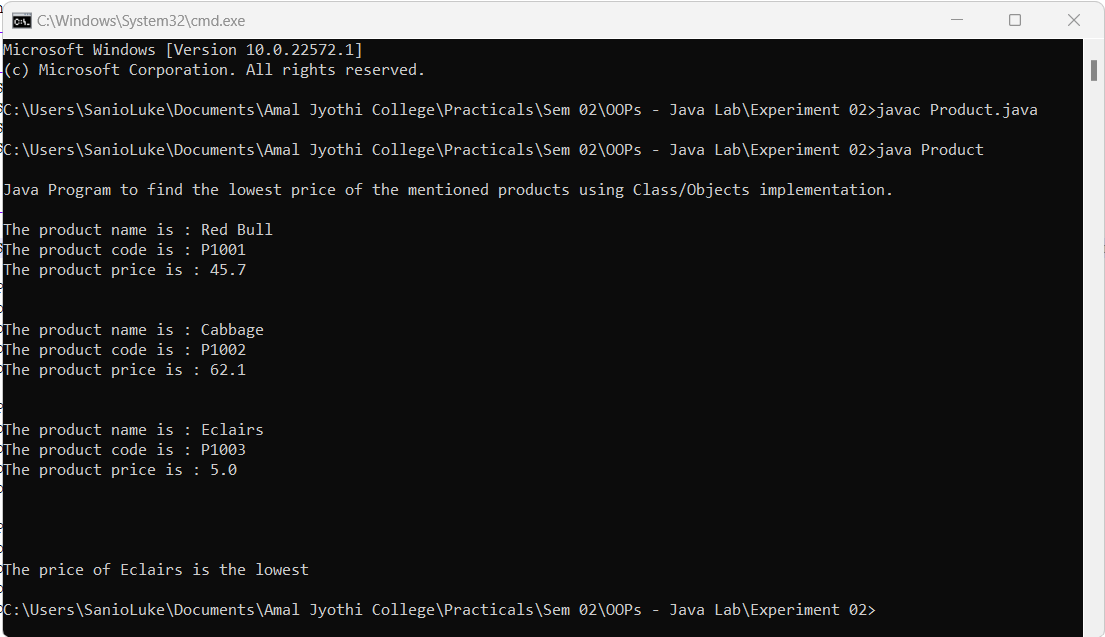 C:\Windows\System32\cmd.exe
Microsoft Windows [Version 10.0.22572.1]
(c) Microsoft Corporation. All rights reserved.
C:\Users\SanioLuke\Documents\Amal Jyothi College\Practicals\Sem 02\OOPs - Java Lab\Experiment 02>javac Product.java
C:\Users\SanioLuke\Documents\Amal Jyothi College\Practicals\Sem 02\OOPs - Java Lab\Experiment 02>java Product
Java Program to find the lowest price of the mentioned products using Class/Objects implementation.
The product name is : Red Bull
The product code is : P1001
The product price is : 45.7
The product name is : Cabbage
The product code is : P1002
The product price is : 62.1
The product name is : Eclairs
The product code is : P1003
The product price is : 5.0
The price of Eclairs is the lowest
C:\Users\SanioLuke\Documents\Amal Jyothi College\Practicals\Sem 02\OOPs - Java Lab\Experiment 02>